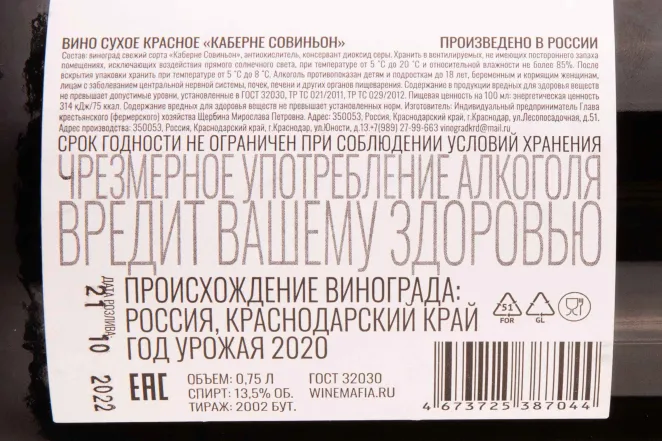 ВИНО СУХОЕ КРАСНОЕ «КАБЕРНЕ СОВИНЬОН» ПРОИЗВЕДЕНО В РОССИИ
Состав: виноград свежий сорта «Каберне Совиньон», антиокислитель, консервант диоксид серы. Хранить в вентилируемых, не имеющих постороннего запаха
помещениях, исключающих воздействия прямого солнечного света, при температуре от 5 °С до 20 °С и относительной влажности не более 85%. После
вскрытия упаковки хранить при температуре от 5 °С до 8 °С. Алкоголь противопоказан детям и подросткам до 18 лет, беременным и кормящим женщинам,
лицам с заболеванием центральной нервной системы, почек, печени и других органов пищеварения. Содержание в продукции вредных для здоровья веществ
не превышает допустимые уровни, установленные в ГОСТ 32030, ТР ТС 021/2011, ТР ТС 029/2012. Пищевая ценность на 100 мл: энергетическая ценность
314 кДж/75 ккал. Содержание вредных для здоровья веществ не превышает установленных норм. Изготовитель: Индивидуальный предприниматель Глава
крестьянского (фермерского) хозяйства Щербина Мирослава Петровна. Адрес: 350053, Россия, Краснодарский край, г.Краснодар, ул.Лесопосадочная, д.51.
Адрес производства: 350053, Россия, Краснодарский край, г.Краснодар, ул.Юности, д.13.+7(989) 27-99-663 vinogradkrd@mail.ru
СРОК ГОДНОСТИ НЕ ОГРАНИЧЕН ПРИ СОБЛЮДЕНИИ УСЛОВИЙ ХРАНЕНИЯ
ЧРЕЗМЕРНОЕ УПОТРЕБЛЕНИЕ АЛКОГОЛЯ
ВРЕДИТ ВАШЕМУ ЗДОРОВЬЮ
ДАТА РОЗЛИВА:
21 10 2022
ПРОИСХОЖДЕНИЕ ВИНОГРАДА:
РОССИЯ, КРАСНОДАРСКИЙ КРАЙ
ГОД УРОЖАЯ 2020
51
FOR
GL
EAC
ОБЪЕМ: 0,75 Л ГОСТ 32030
СПИРТ: 13,5% ОБ. WINEMAFIA.RU
ТИРАЖ: 2002 БУТ.
4 673725 387044